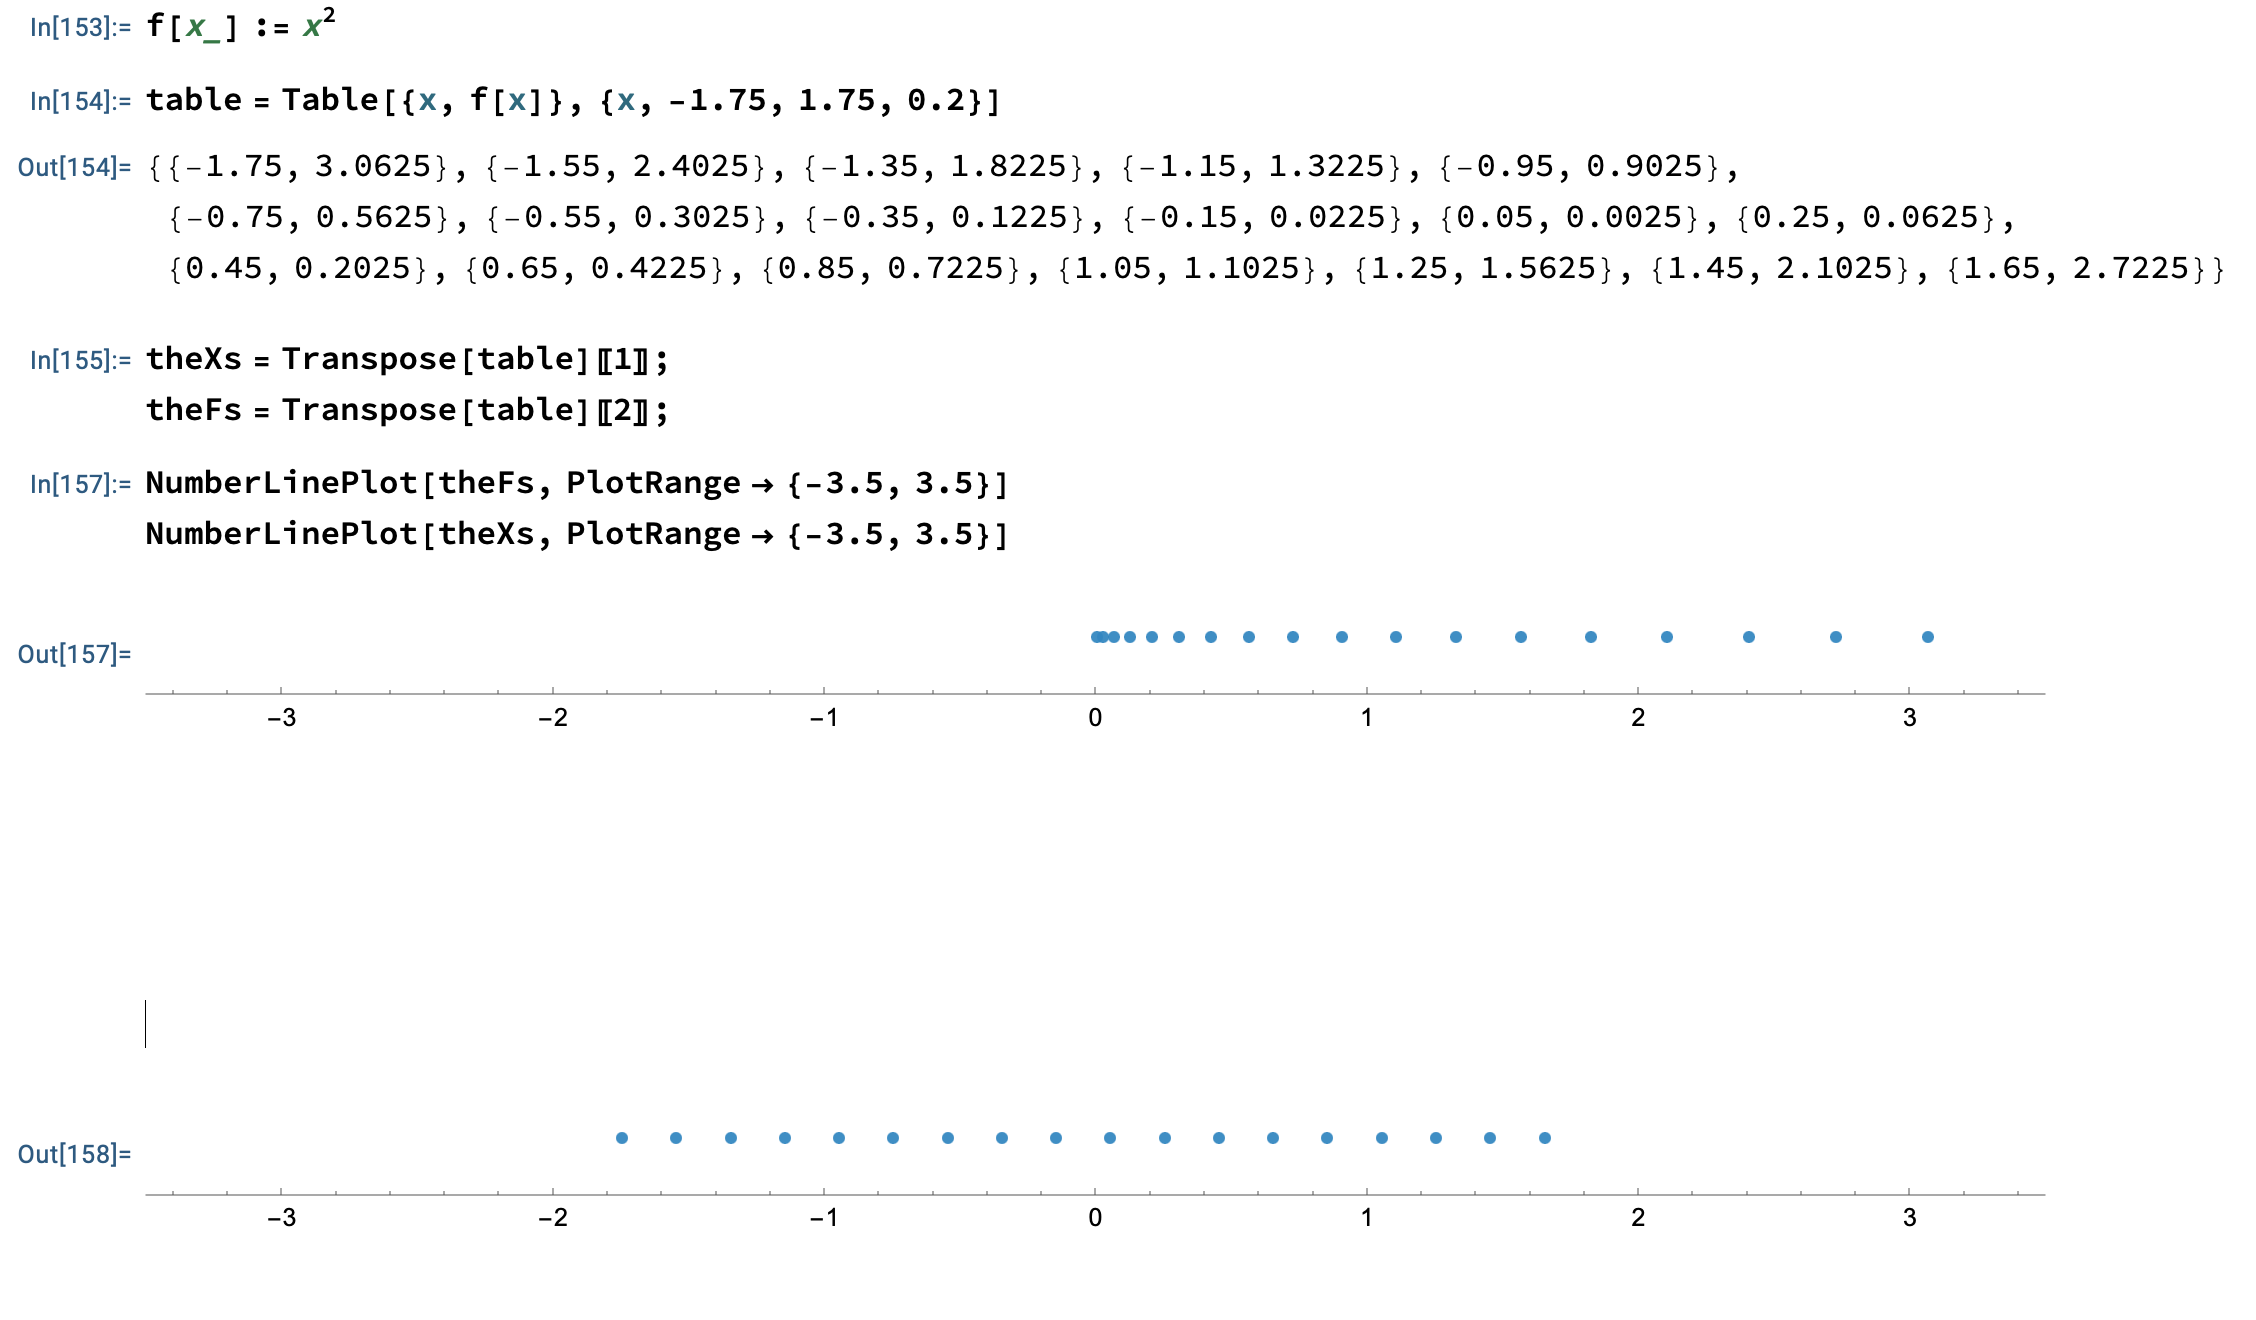 In[153]:= f[x_] := x²
In[154]:= table = Table[{x, f[x]}, {x, -1.75, 1.75, 0.2}]
Out[154]= {{-1.75, 3.0625}, {-1.55, 2.4025}, {-1.35, 1.8225}, {-1.15, 1.3225}, {-0.95, 0.9025},
{-0.75, 0.5625}, {-0.55, 0.3025}, {-0.35, 0.1225}, {-0.15, 0.0225}, {0.05, 0.0025}, {0.25, 0.0625},
{0.45, 0.2025}, {0.65, 0.4225}, {0.85, 0.7225}, {1.05, 1.1025}, {1.25, 1.5625}, {1.45, 2.1025}, {1.65, 2.7225}}
In[155]:= theXs = Transpose[table]〚1〛;
theFs = Transpose[table]〚2〛;
In[157]:= NumberLinePlot[theFs, PlotRange → {-3.5, 3.5}]
NumberLinePlot[theXs, PlotRange → {-3.5, 3.5}]
Out[157]=
-3 -2 -1 0 1 2 3
Out[158]=
-3 -2 -1 0 1 2 3